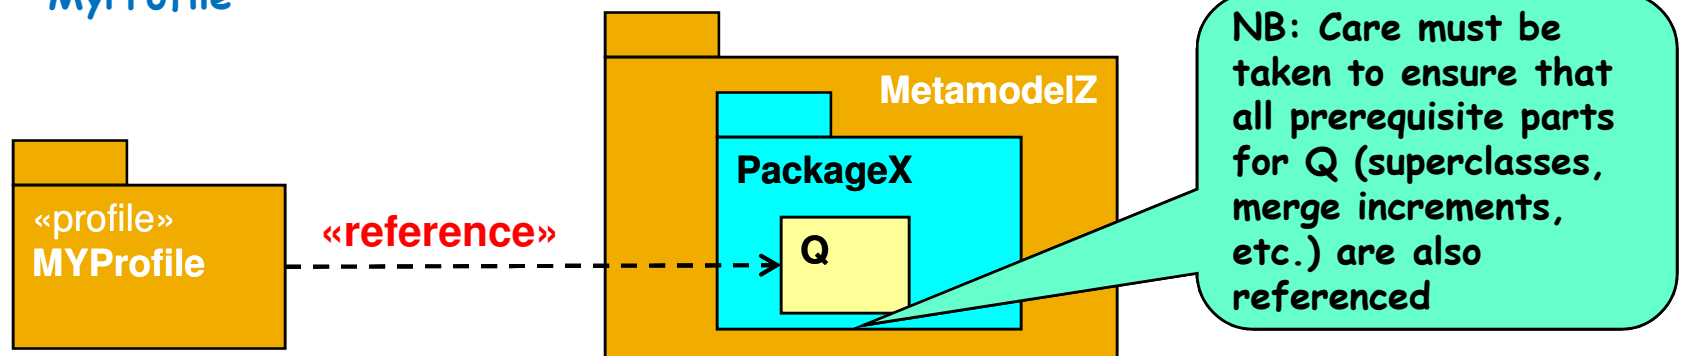 MyProfile
MetamodelZ
PackageX
Q
«profile»
MYProfile
«reference»
NB: Care must be
taken to ensure that
all prerequisite parts
for Q (superclasses,
merge increments,
etc.) are also
referenced